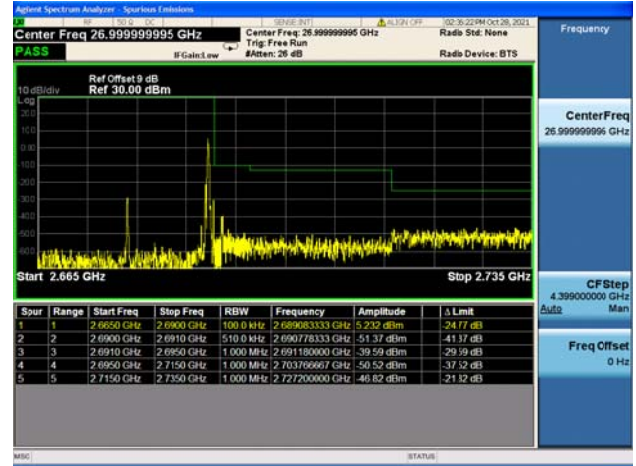 Agilent Spectrum Analyzer - Spurious Emissions
RF 50 Ω DC SENSE:INT ALIGN OFF 02:35:22 PM Oct 28, 2021
Center Freq 26.999999995 GHz
Center Freq: 26.999999995 GHz
Radio Std: None
Trig: Free Run
PASS
IFGain:Low
#Atten: 26 dB
Radio Device: BTS
Ref Offset 9 dB
10 dB/div Ref 30.00 dBm
Log
Start 2.665 GHz
Stop 2.735 GHz
Spur Range Start Freq Stop Freq RBW Frequency Amplitude Δ Limit
1 1 2.6650 GHz 2.6900 GHz 100.0 kHz 2.689083333 GHz 5.232 dBm -24.77 dB
2 2 2.6900 GHz 2.6910 GHz 510.0 kHz 2.690778333 GHz -51.37 dBm -41.37 dB
3 3 2.6910 GHz 2.6950 GHz 1.000 MHz 2.691180000 GHz -39.59 dBm -29.59 dB
4 4 2.6950 GHz 2.7150 GHz 1.000 MHz 2.703766667 GHz -50.52 dBm -37.52 dB
5 5 2.7150 GHz 2.7350 GHz 1.000 MHz 2.727200000 GHz -46.82 dBm -21.82 dB
MSG
STATUS
Frequency
Center Freq
26.999999995 GHz
CF Step
4.399000000 GHz
Auto Man
Freq Offset
0 Hz